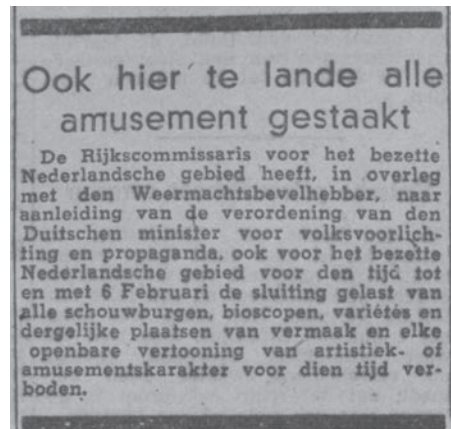 Ook hier te lande alle
amusement gestaakt
De Rijkscommissaris voor het bezette
Nederlandsche gebied heeft, in overleg
met den Weermachtsbevelhebber, naar
aanleiding van de verordening van den
Duitschen minister voor volksvoorlich-
ting en propaganda, ook voor het bezette
Nederlandsche gebied voor den tijd tot
en met 6 Februari de sluiting gelast van
alle schouwburgen, bioscopen, variétés en
dergelijke plaatsen van vermaak en elke
openbare vertooning van artistiek- of
amusementskarakter voor dien tijd ver-
boden.